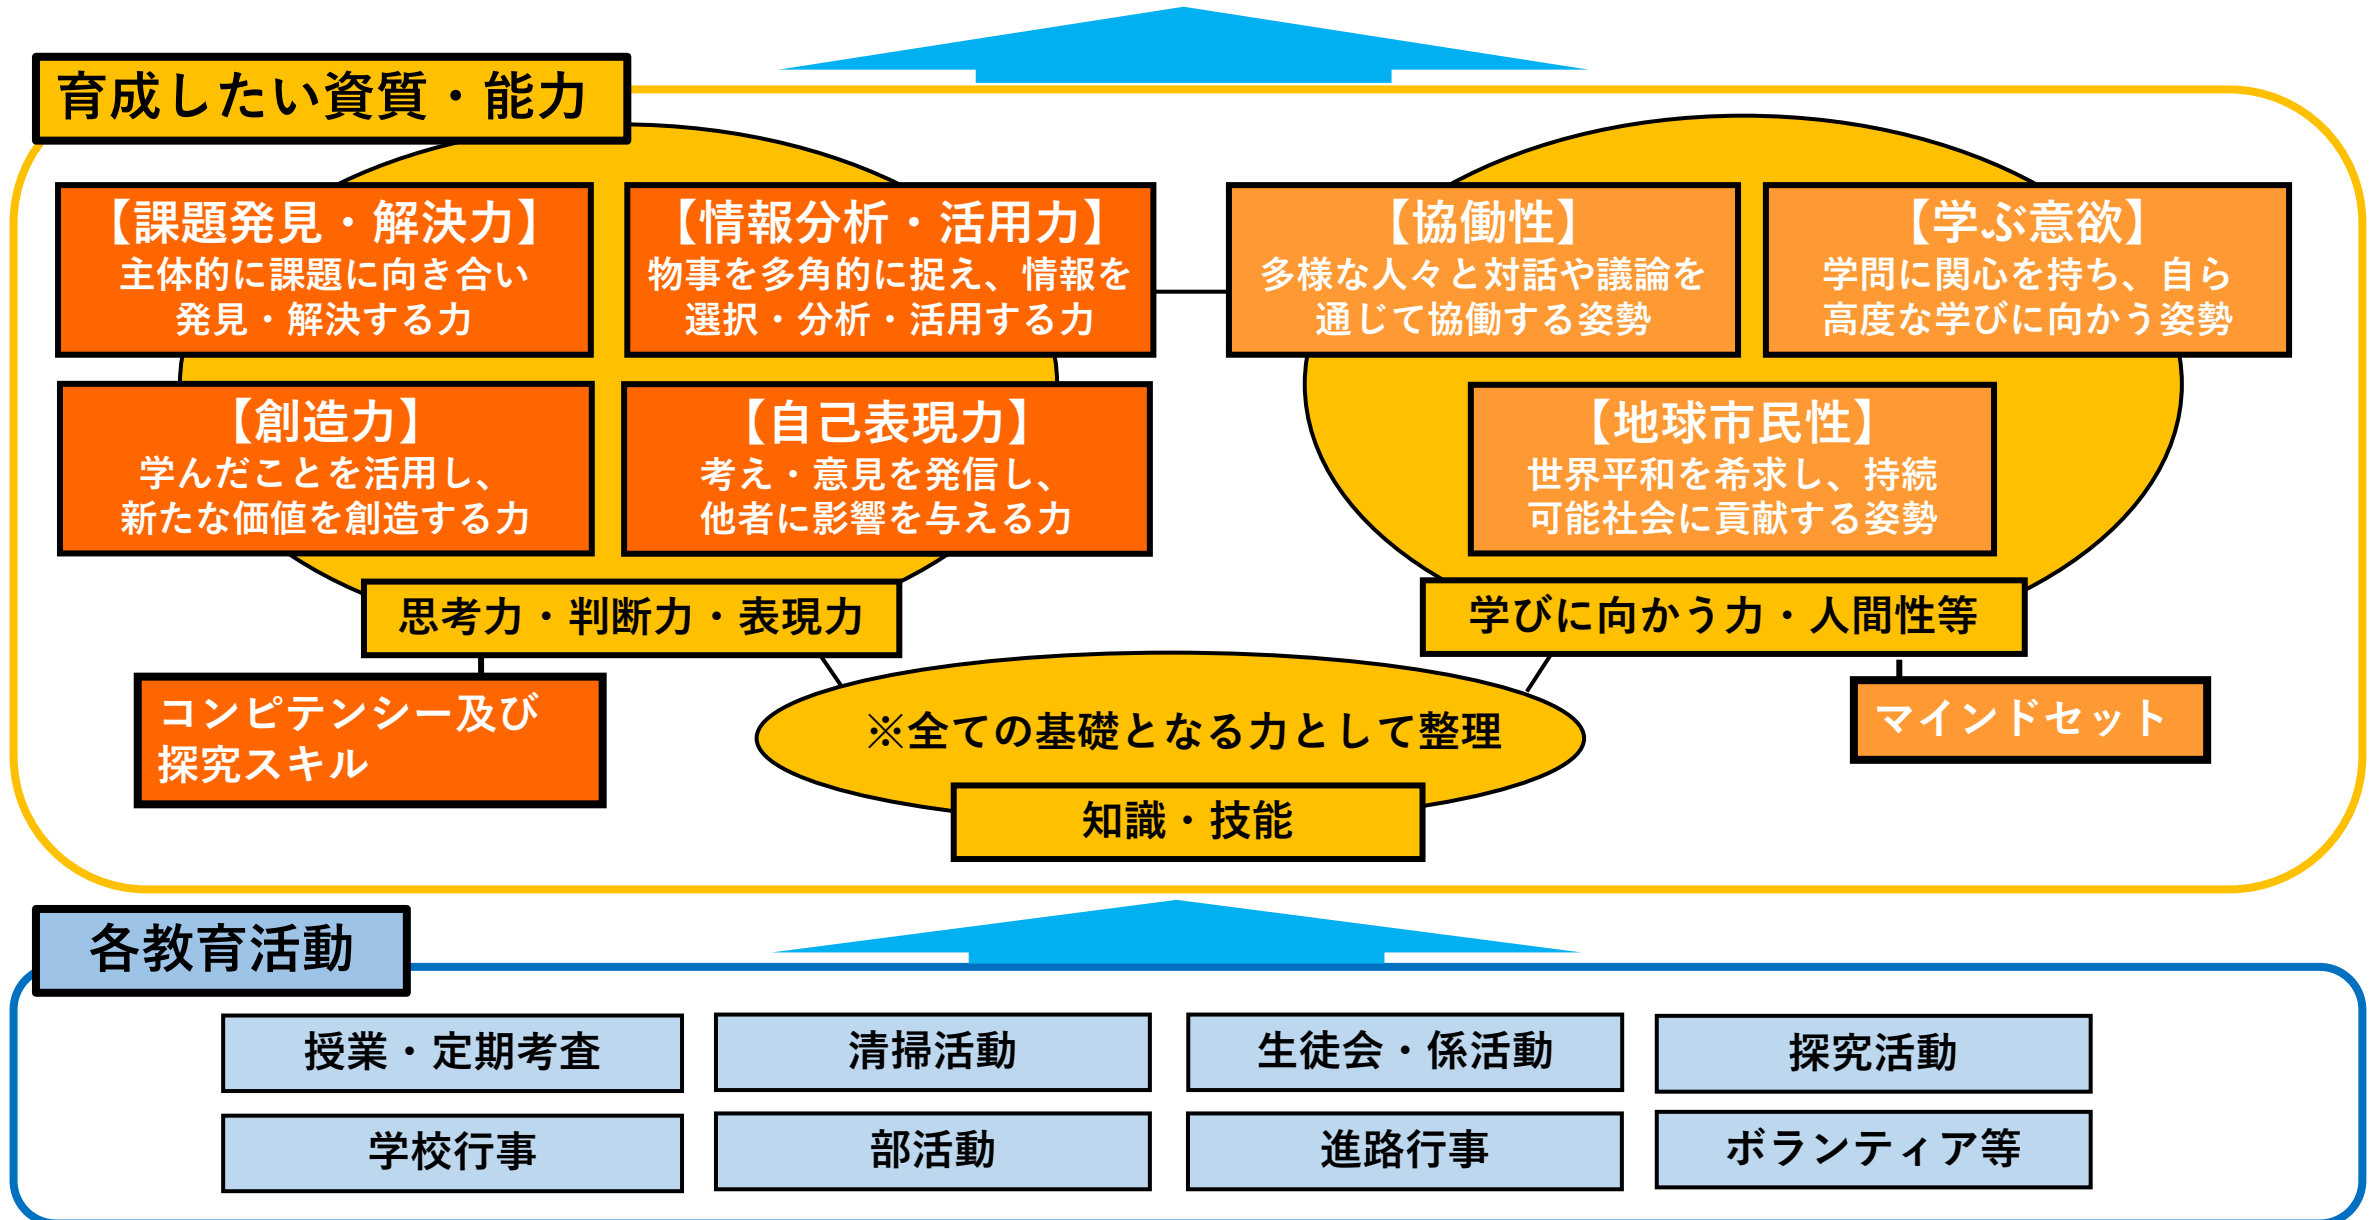 育成したい資質・能力
【課題発見・解決力】
主体的に課題に向き合い
発見・解決する力
【情報分析・活用力】
物事を多角的に捉え、情報を
選択・分析・活用する力
【協働性】
多様な人々と対話や議論を
通じて協働する姿勢
【学ぶ意欲】
学問に関心を持ち、自ら
高度な学びに向かう姿勢
【創造力】
学んだことを活用し、
新たな価値を創造する力
【自己表現力】
考え・意見を発信し、
他者に影響を与える力
【地球市民性】
世界平和を希求し、持続
可能社会に貢献する姿勢
思考力・判断力・表現力
学びに向かう力・人間性等
コンピテンシー及び
探究スキル
※全ての基礎となる力として整理
マインドセット
知識・技能
各教育活動
授業・定期考査
清掃活動
生徒会・係活動
探究活動
学校行事
部活動
進路行事
ボランティア等